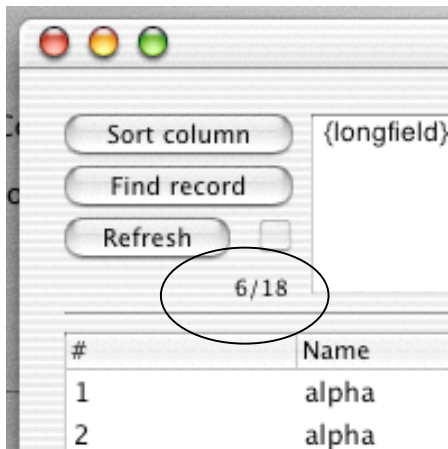 Sort column
{longfield}
Find record
Refresh
6/18
# Name
1 alpha
2 alpha